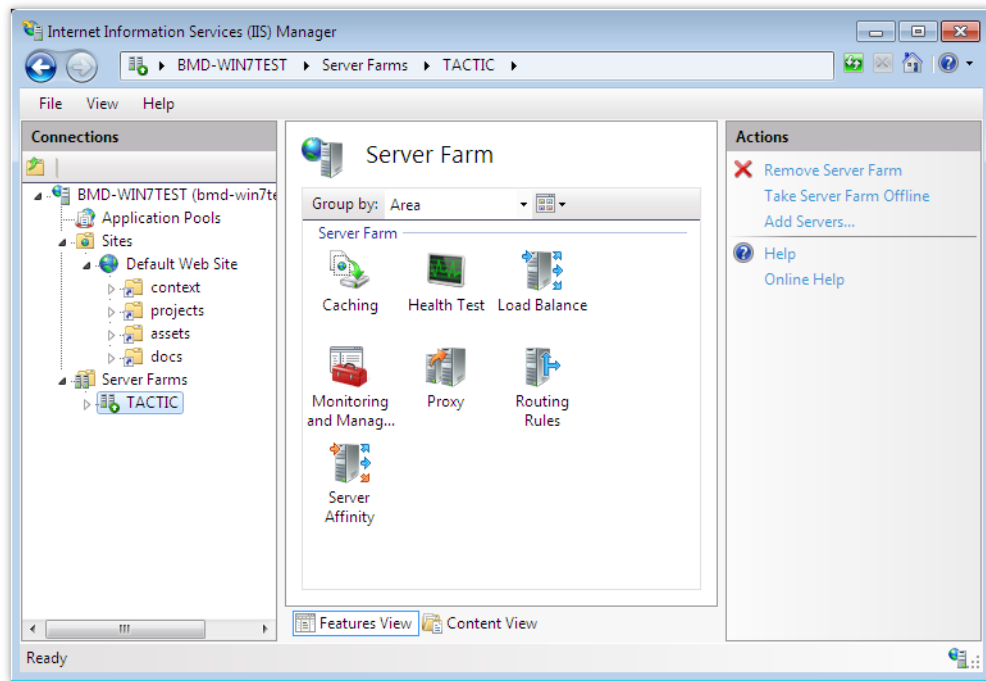 Internet Information Services (IIS) Manager
BMD-WIN7TEST Server Farms TACTIC
File View Help
Connections
BMD-WIN7TEST (bmd-win7te
Application Pools
Sites
Default Web Site
context
projects
assets
docs
Server Farms
TACTIC
Server Farm
Group by: Area
Server Farm
Caching Health Test Load Balance
Monitoring and Manag... Proxy Routing Rules
Server Affinity
Features View Content View
Actions
Remove Server Farm
Take Server Farm Offline
Add Servers...
Help
Online Help
Ready